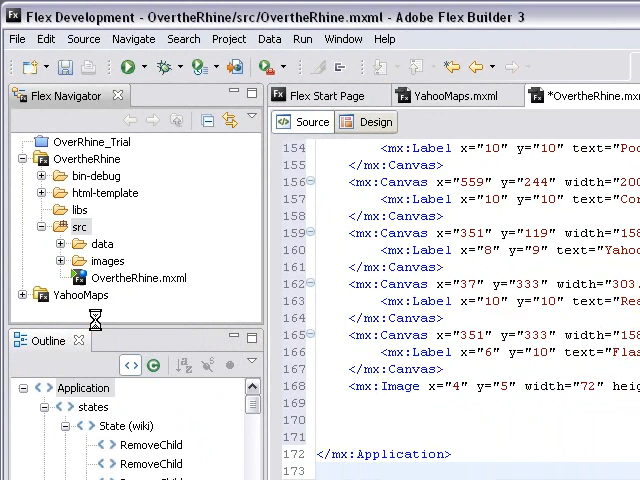 Flex Development - OvertheRhine/src/OvertheRhine.mxml - Adobe Flex Builder 3
File Edit Source Navigate Search Project Data Run Window Help
Flex Navigator
Flex Start Page
YahooMaps.mxml
*OvertheRhine.mx
Source
Design
OverRhine_Trial
OvertheRhine
bin-debug
html-template
libs
src
data
images
OvertheRhine.mxml
YahooMaps
Outline
Application
states
State (wiki)
RemoveChild
RemoveChild
154 <mx:Label x="10" y="10" text="Poo
155 </mx:Canvas>
156 <mx:Canvas x="559" y="244" width="200
157 <mx:Label x="10" y="10" text="Cor
158 </mx:Canvas>
159 <mx:Canvas x="351" y="119" width="158
160 <mx:Label x="8" y="9" text="Yahoo
161 </mx:Canvas>
162 <mx:Canvas x="37" y="333" width="303.
163 <mx:Label x="10" y="10" text="Rea
164 </mx:Canvas>
165 <mx:Canvas x="351" y="333" width="158
166 <mx:Label x="6" y="10" text="Flas
167 </mx:Canvas>
168 <mx:Image x="4" y="5" width="72" heig
169
170
171
172 </mx:Application>
173